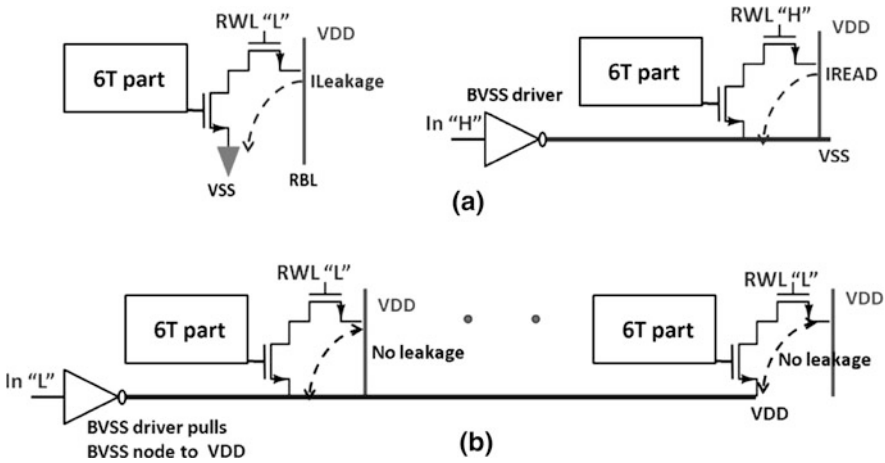 RWL "L"
VDD
6T part
ILeakage
VSS
RBL
RWL "H"
VDD
6T part
IREAD
BVSS driver
In "H"
VSS
(a)
RWL "L"
VDD
6T part
No leakage
In "L"
BVSS driver pulls
BVSS node to VDD
RWL "L"
VDD
6T part
No leakage
VDD
(b)